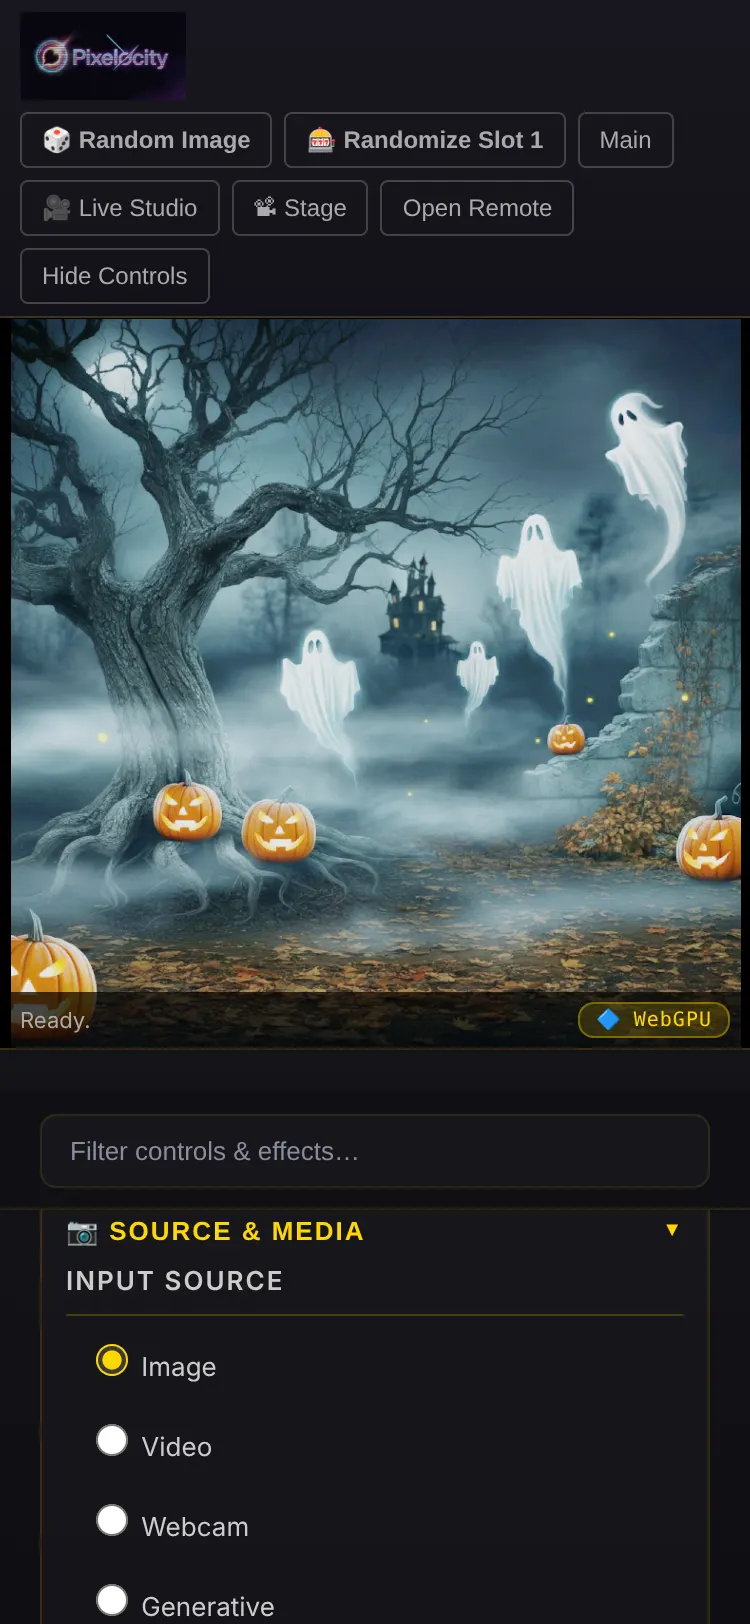 Pixelocity
🎲 Random Image
🎰 Randomize Slot 1
Main
🎥 Live Studio
📽 Stage
Open Remote
Hide Controls
Ready.
🔷 WebGPU
Filter controls & effects…
📷 SOURCE & MEDIA ▼
INPUT SOURCE
Image
Video
Webcam
Generative